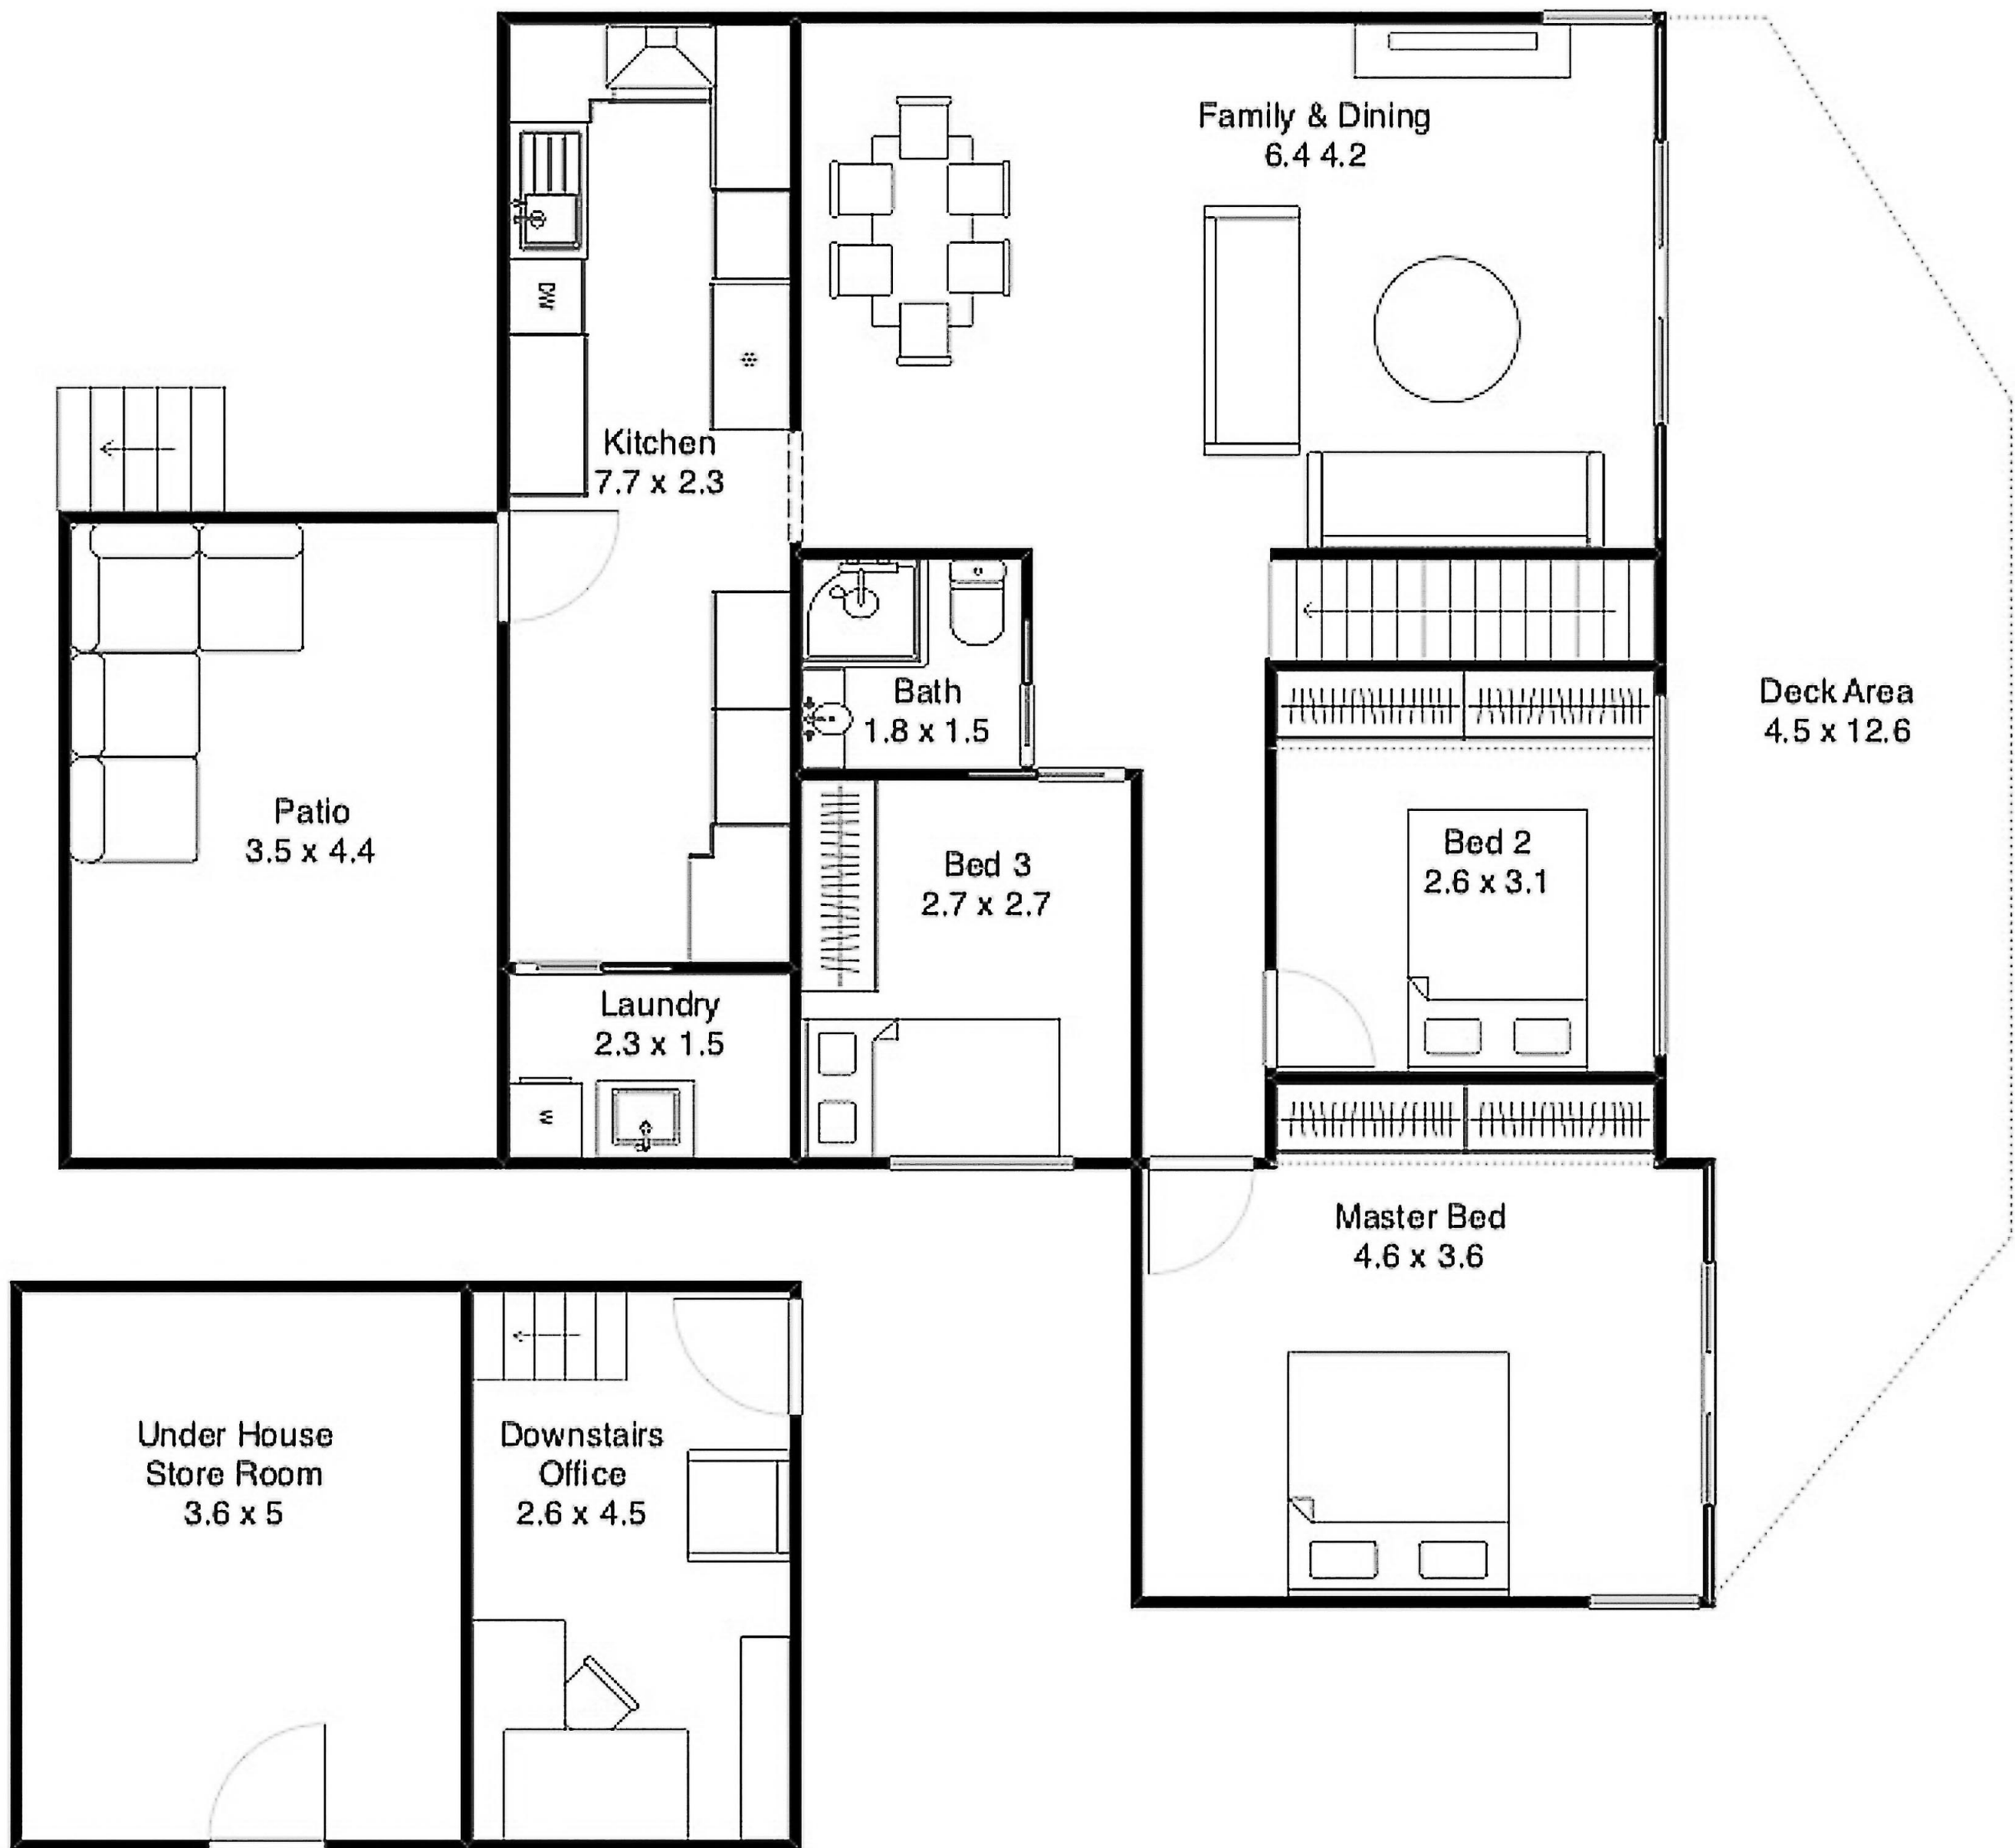 Family & Dining
6.4 4.2
DW
Kitchen
7.7 x 2.3
Bath
1.8 x 1.5
Deck Area
4.5 x 12.6
Patio
3.5 x 4.4
Bed 3
2.7 x 2.7
Bed 2
2.6 x 3.1
Laundry
2.3 x 1.5
W
Master Bed
4.6 x 3.6
Under House
Store Room
3.6 x 5
Downstairs
Office
2.6 x 4.5